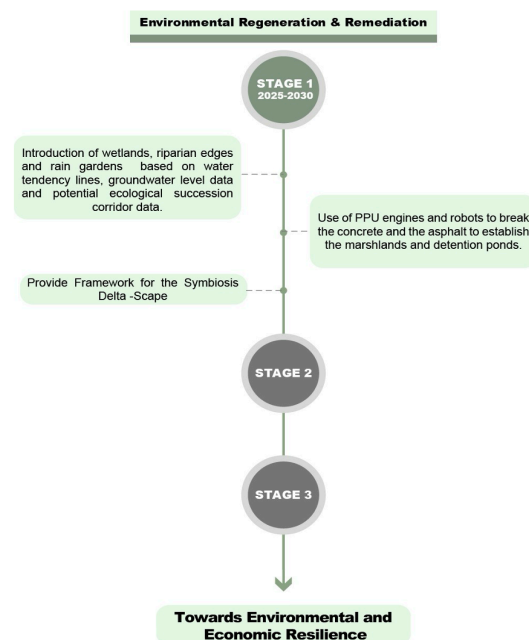 Environmental Regeneration & Remediation
STAGE 1
2025-2030
Introduction of wetlands, riparian edges
and rain gardens based on water
tendency lines, groundwater level data
and potential ecological succession
corridor data.
Use of PPU engines and robots to break
the concrete and the asphalt to establish
the marshlands and detention ponds.
Provide Framework for the Symbiosis
Delta -Scape
STAGE 2
STAGE 3
Towards Environmental and
Economic Resilience